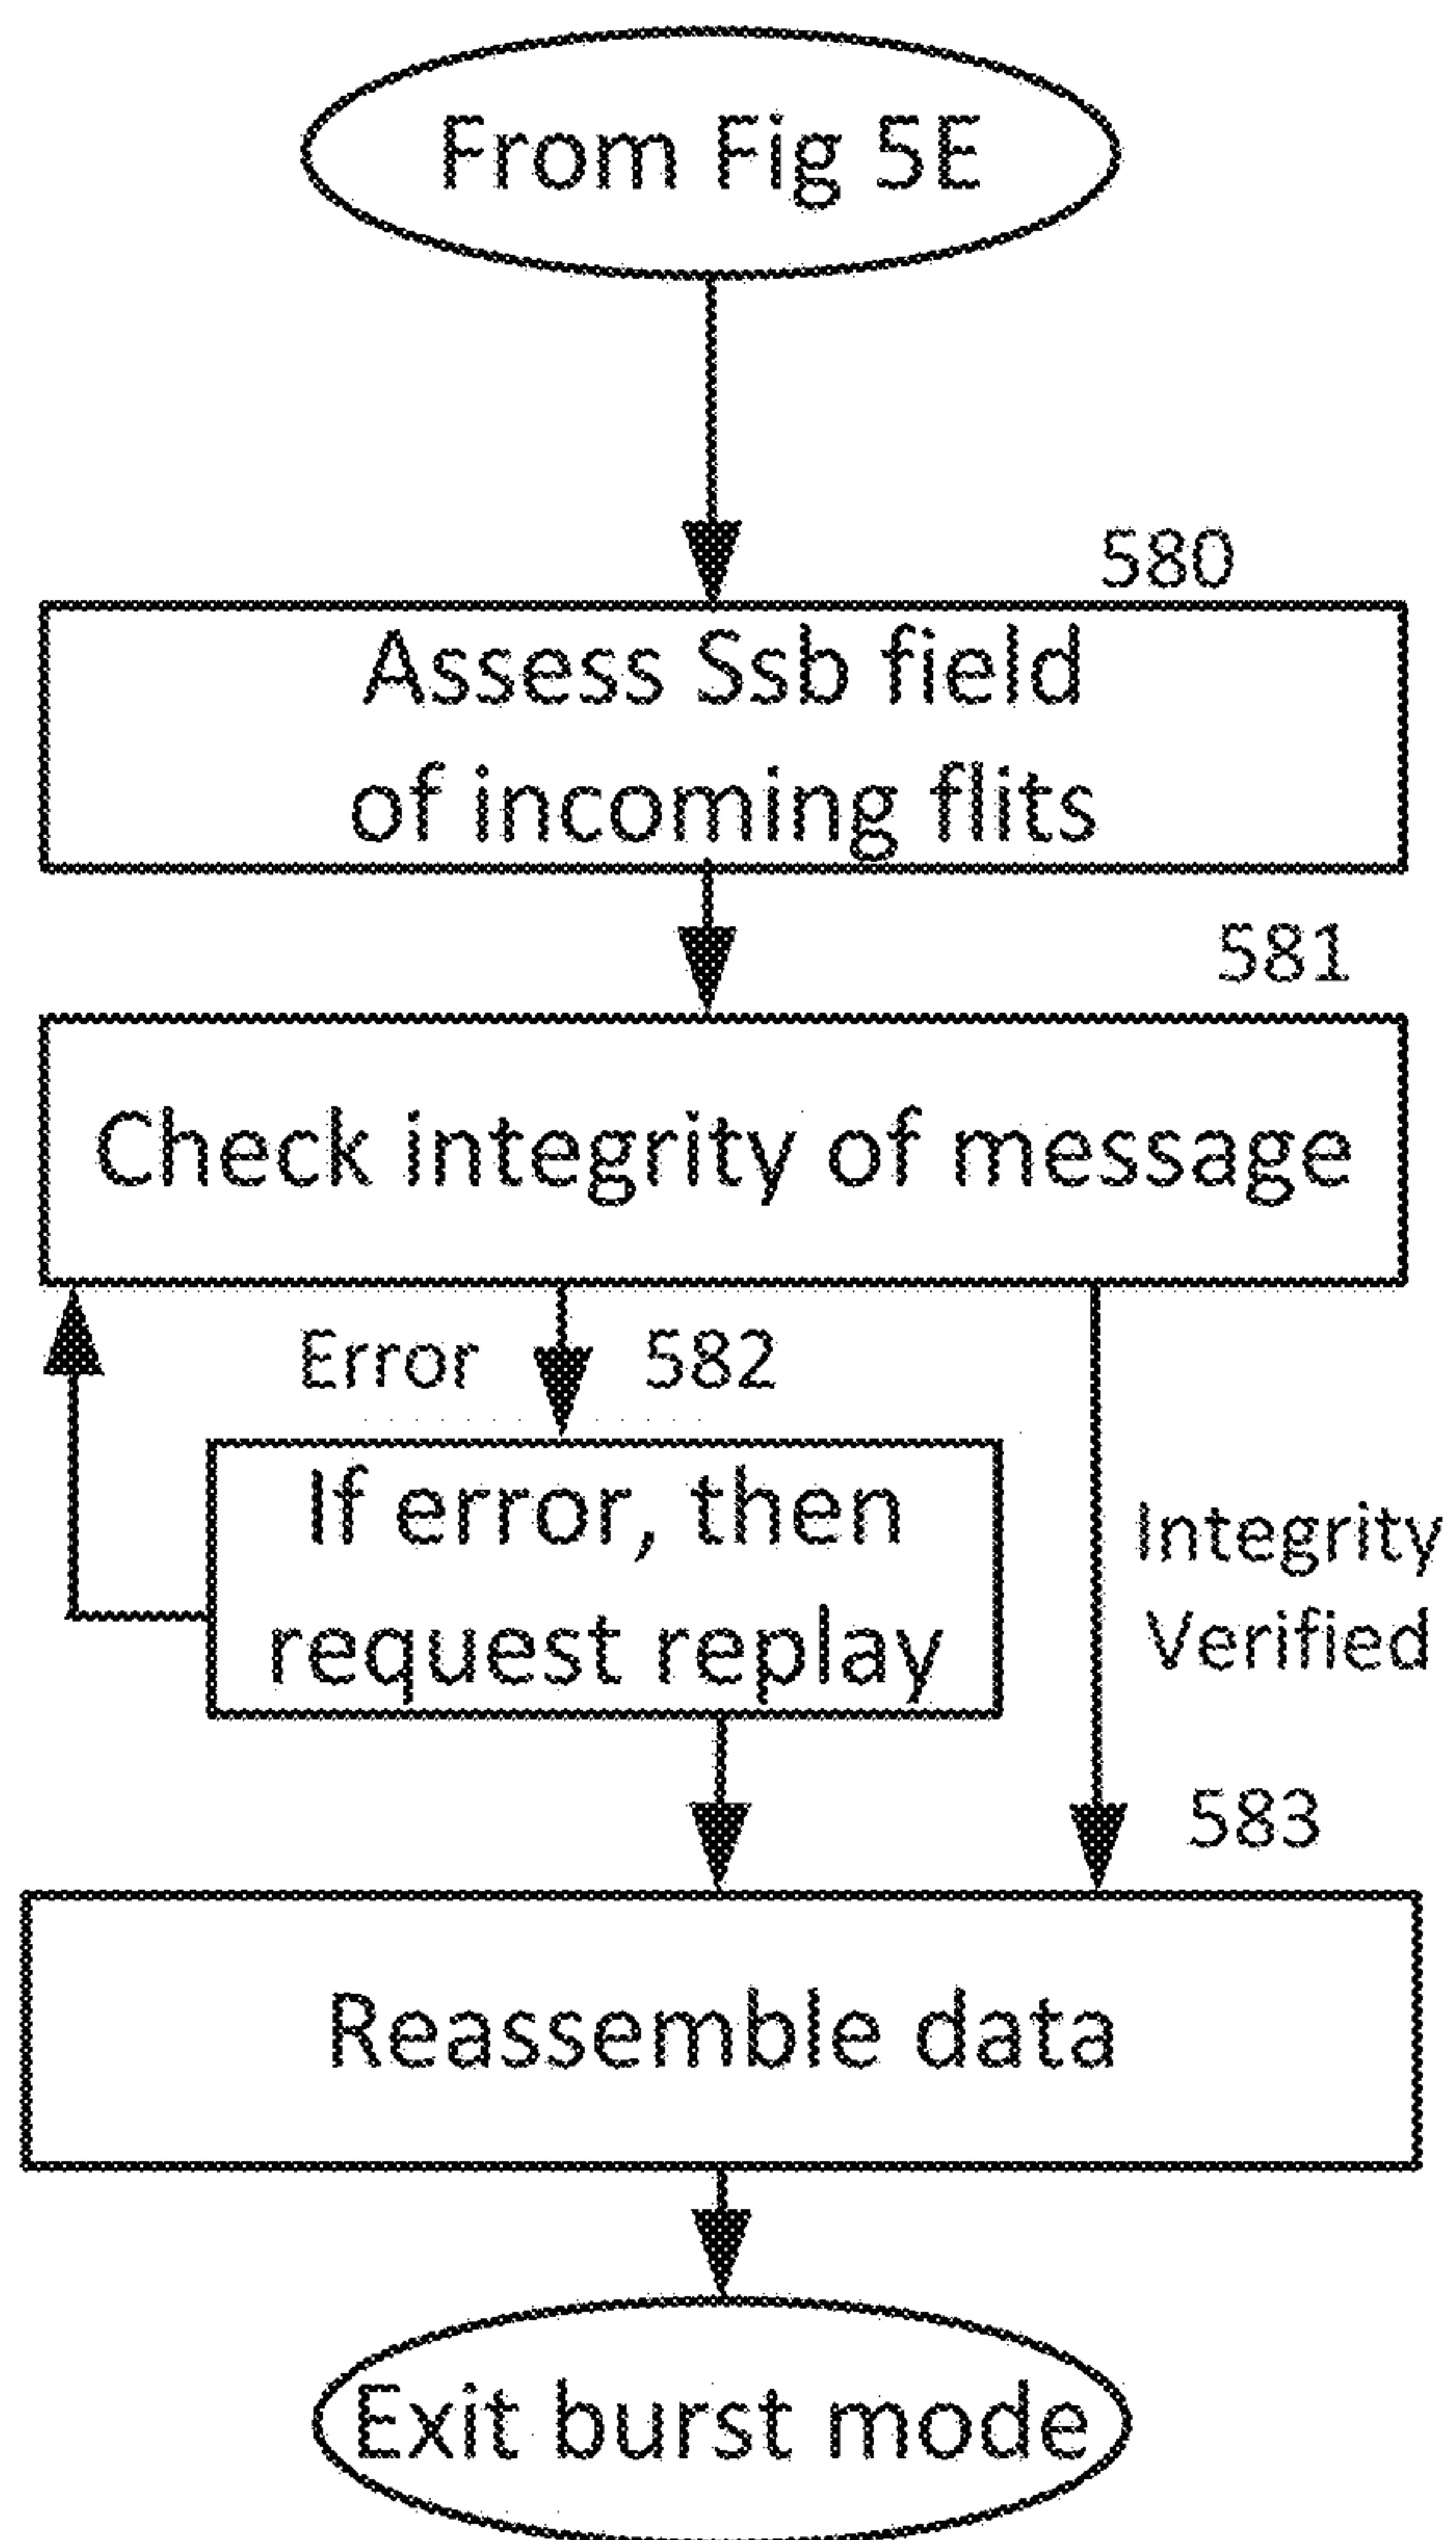 From Fig 5E
580
Assess Ssb field
of incoming flits
581
Check integrity of message
Error
582
If error, then
request replay
Integrity
Verified
583
Reassemble data
Exit burst mode